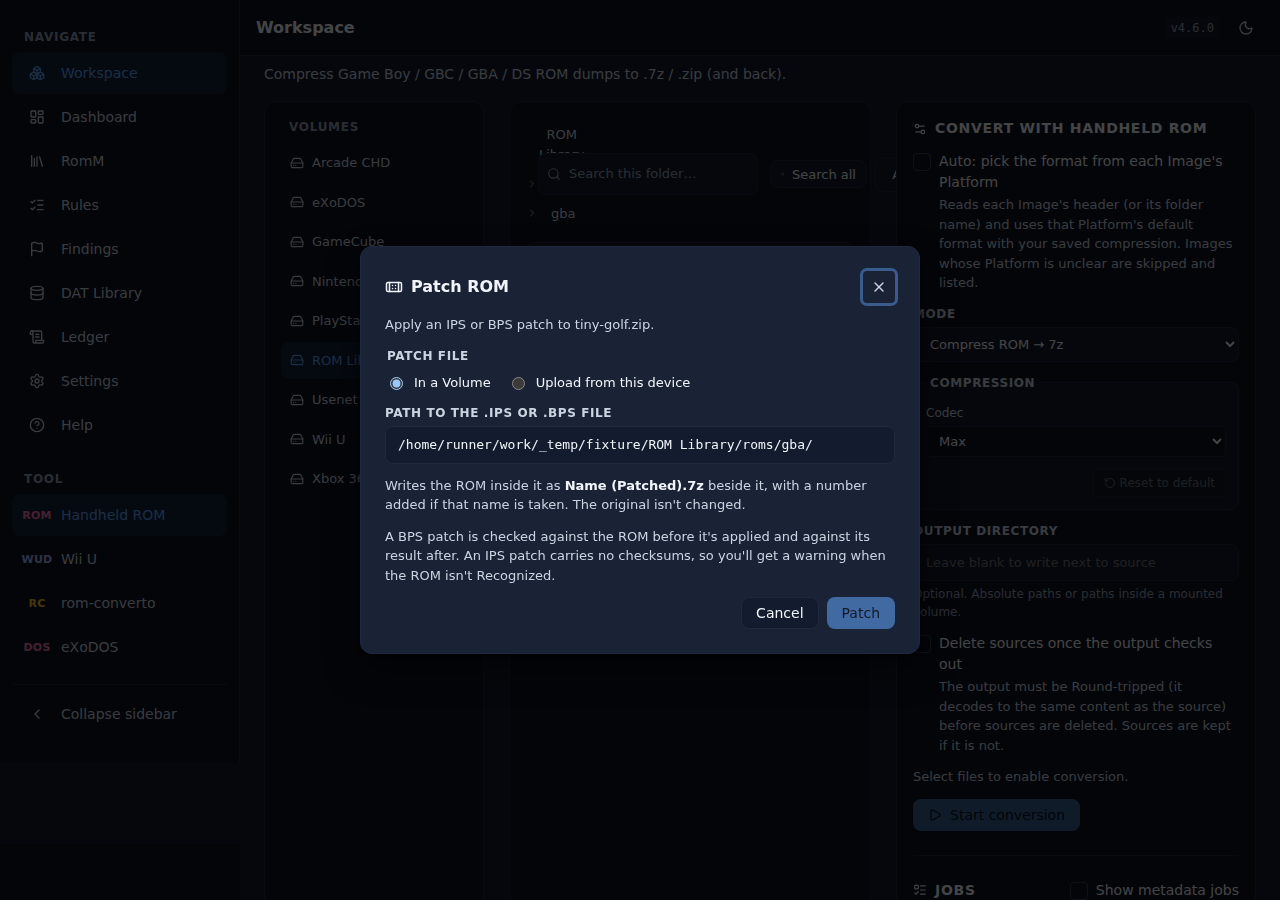 NAVIGATE
Workspace
Dashboard
RomM
Rules
Findings
DAT Library
Ledger
Settings
Help
TOOL
ROM Handheld ROM
WUD Wii U
RC rom-converto
DOS eXoDOS
Collapse sidebar
Workspace
v4.6.0
Compress Game Boy / GBC / GBA / DS ROM dumps to .7z / .zip (and back).
VOLUMES
Arcade CHD
eXoDOS
GameCube
ROM
Search this folder…
Search all
gba
Usenet
Wii U
Patch ROM
Apply an IPS or BPS patch to tiny-golf.zip.
PATCH FILE
In a Volume
Upload from this device
PATH TO THE .IPS OR .BPS FILE
/home/runner/work/_temp/fixture/ROM Library/roms/gba/
Writes the ROM inside it as Name (Patched).7z beside it, with a number
added if that name is taken. The original isn't changed.
A BPS patch is checked against the ROM before it's applied and against its
result after. An IPS patch carries no checksums, so you'll get a warning when
the ROM isn't Recognized.
Cancel
Patch
CONVERT WITH HANDHELD ROM
Auto: pick the format from each Image's
Platform
Reads each Image's header (or its folder
name) and uses that Platform's default
format with your saved compression. Images
whose Platform is unclear are skipped and
listed.
MODE
Compress ROM → 7z
COMPRESSION
Codec
Max
Reset to default
OUTPUT DIRECTORY
Leave blank to write next to source
Optional. Absolute paths or paths inside a mounted
volume.
Delete sources once the output checks
out
The output must be Round-tripped (it
decodes to the same content as the source)
before sources are deleted. Sources are kept
if it is not.
Select files to enable conversion.
Start conversion
JOBS
Show metadata jobs